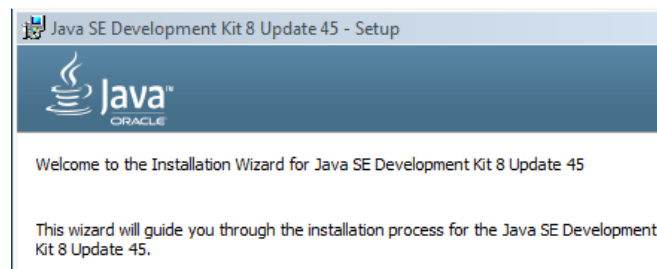 Java SE Development Kit 8 Update 45 - Setup
Java™
ORACLE
Welcome to the Installation Wizard for Java SE Development Kit 8 Update 45
This wizard will guide you through the installation process for the Java SE Development
Kit 8 Update 45.